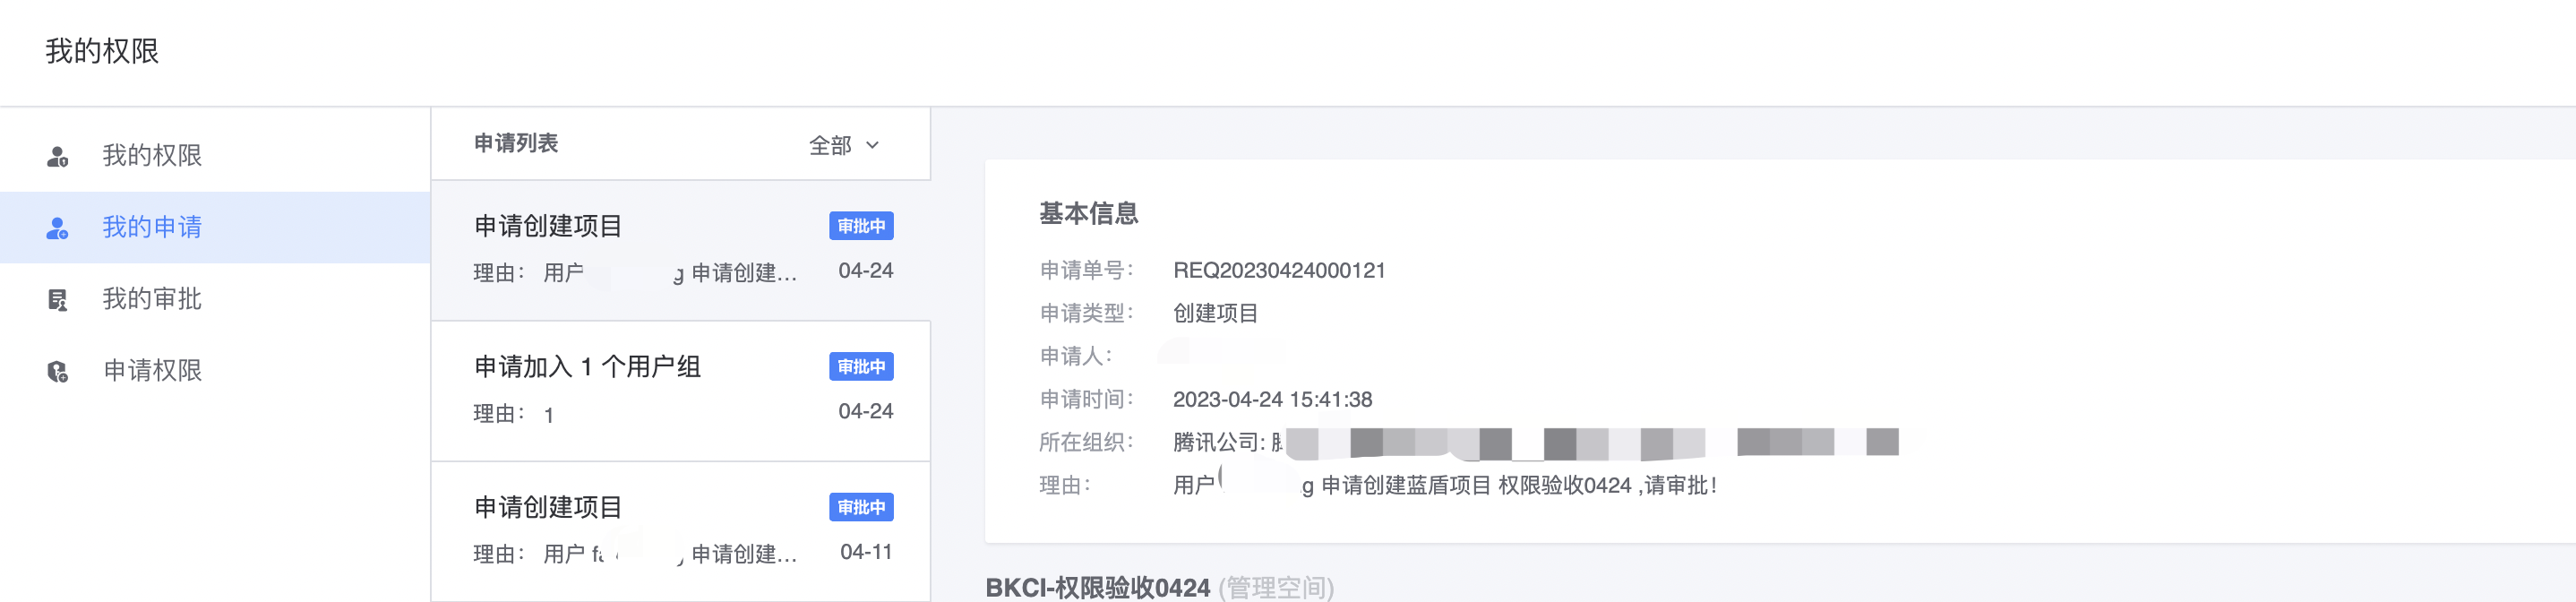 我的权限
我的权限
我的申请
我的审批
申请权限
申请列表
全部
申请创建项目
审批中
理由： 用户 g 申请创建...
04-24
申请加入 1 个用户组
审批中
理由： 1
04-24
申请创建项目
审批中
理由： 用户 申请创建...
04-11
基本信息
申请单号： REQ20230424000121
申请类型： 创建项目
申请人：
申请时间： 2023-04-24 15:41:38
所在组织： 腾讯公司:
理由： 用户 g 申请创建蓝盾项目 权限验收0424 ,请审批!
BKCI-权限验收0424 (管理空间)